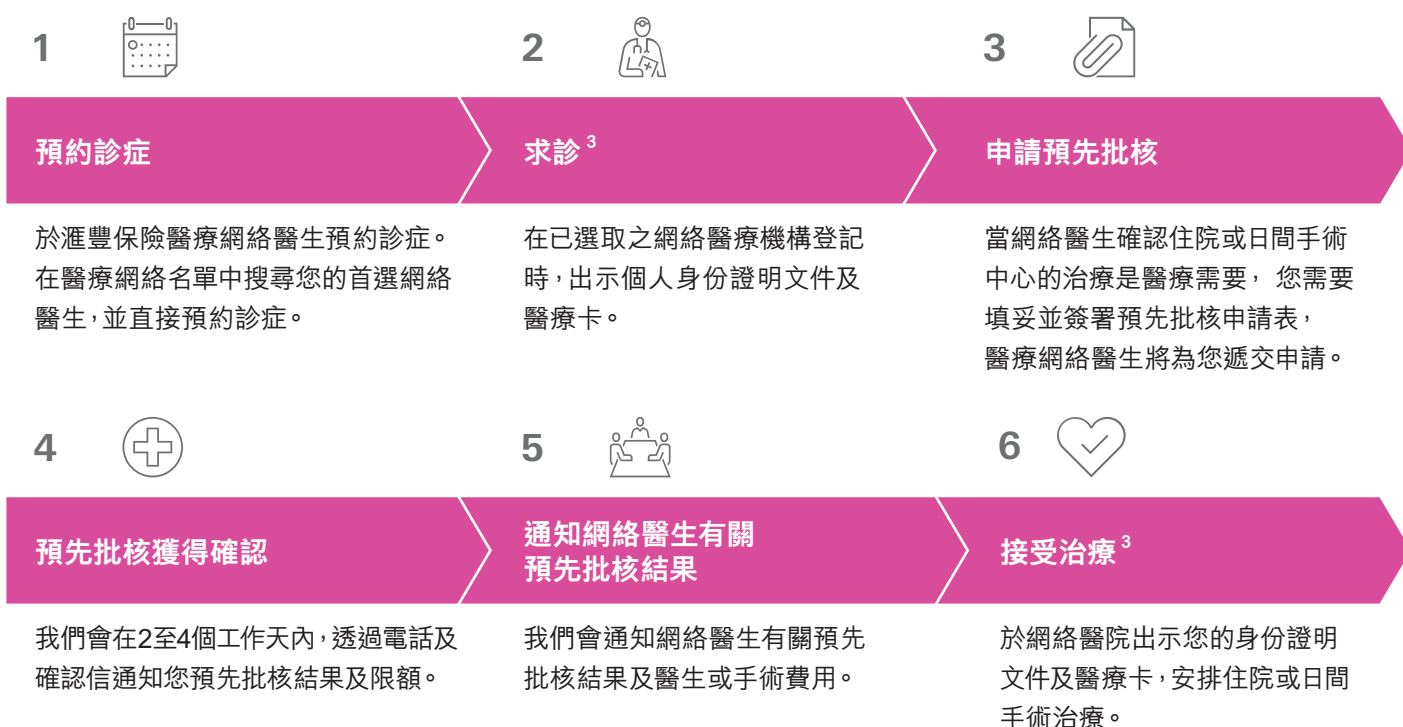 1
預約診症
於滙豐保險醫療網絡醫生預約診症。
在醫療網絡名單中搜尋您的首選網絡
醫生，並直接預約診症。
2
求診 3
在已選取之網絡醫療機構登記
時，出示個人身份證明文件及
醫療卡。
3
申請預先批核
當網絡醫生確認住院或日間手術
中心的治療是醫療需要， 您需要
填妥並簽署預先批核申請表，
醫療網絡醫生將為您遞交申請。
4
預先批核獲得確認
我們會在2至4個工作天內，透過電話及
確認信通知您預先批核結果及限額。
5
通知網絡醫生有關
預先批核結果
我們會通知網絡醫生有關預先
批核結果及醫生或手術費用。
6
接受治療 3
於網絡醫院出示您的身份證明
文件及醫療卡，安排住院或日間
手術治療。